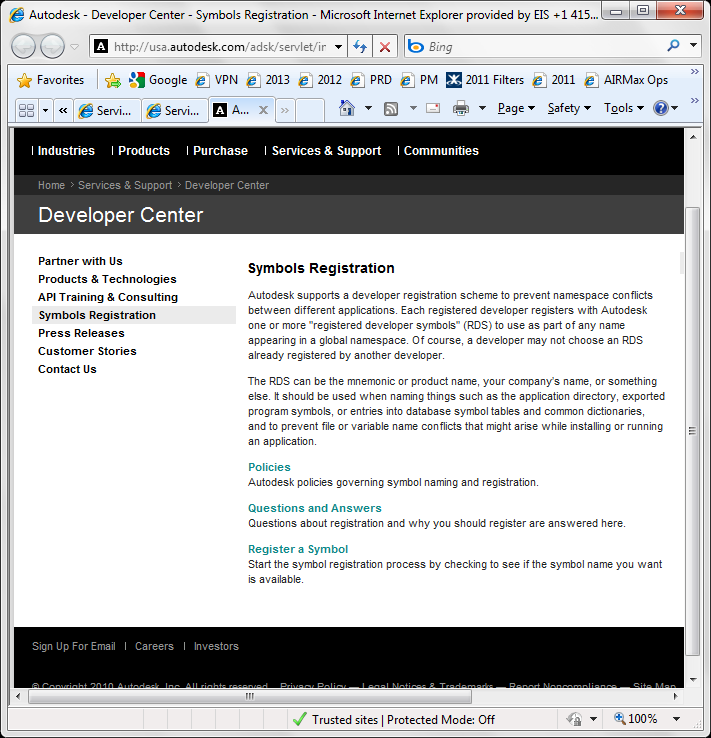 Autodesk - Developer Center - Symbols Registration - Microsoft Internet Explorer provided by EIS +1 415...
http://usa.autodesk.com/adsk/servlet/ir
Bing
Favorites Google VPN 2013 2012 PRD PM 2011 Filters 2011 AIRMax Ops
Servi... Servi... A... Page Safety Tools
Industries Products Purchase Services & Support Communities
Home > Services & Support > Developer Center
Developer Center
Partner with Us
Products & Technologies
API Training & Consulting
Symbols Registration
Press Releases
Customer Stories
Contact Us
Symbols Registration
Autodesk supports a developer registration scheme to prevent namespace conflicts
between different applications. Each registered developer registers with Autodesk
one or more "registered developer symbols" (RDS) to use as part of any name
appearing in a global namespace. Of course, a developer may not choose an RDS
already registered by another developer.
The RDS can be the mnemonic or product name, your company's name, or something
else. It should be used when naming things such as the application directory, exported
program symbols, or entries into database symbol tables and common dictionaries,
and to prevent file or variable name conflicts that might arise while installing or running
an application.
Policies
Autodesk policies governing symbol naming and registration.
Questions and Answers
Questions about registration and why you should register are answered here.
Register a Symbol
Start the symbol registration process by checking to see if the symbol name you want
is available.
Sign Up For Email | Careers | Investors
© Copyright 2010 Autodesk, Inc. All rights reserved. Privacy Policy — Legal Notices & Trademarks — Report Noncompliance — Site Map
Trusted sites | Protected Mode: Off
100%